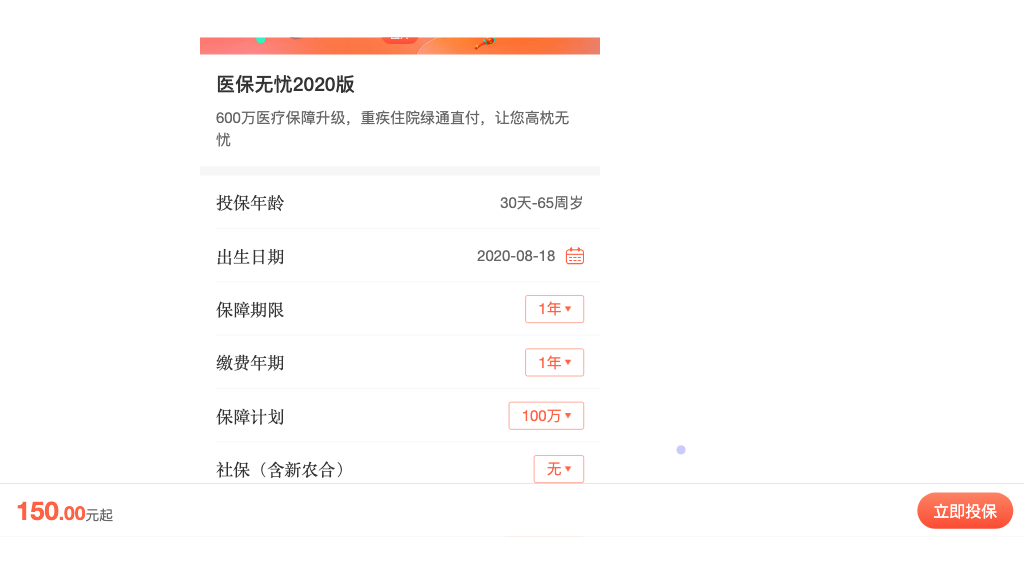 医保无忧2020版
600万医疗保障升级，重疾住院绿通直付，让您高枕无
忧
投保年龄 30天-65周岁
出生日期 2020-08-18
保障期限 1年
缴费年期 1年
保障计划 100万
社保（含新农合） 无
150.00元起 立即投保